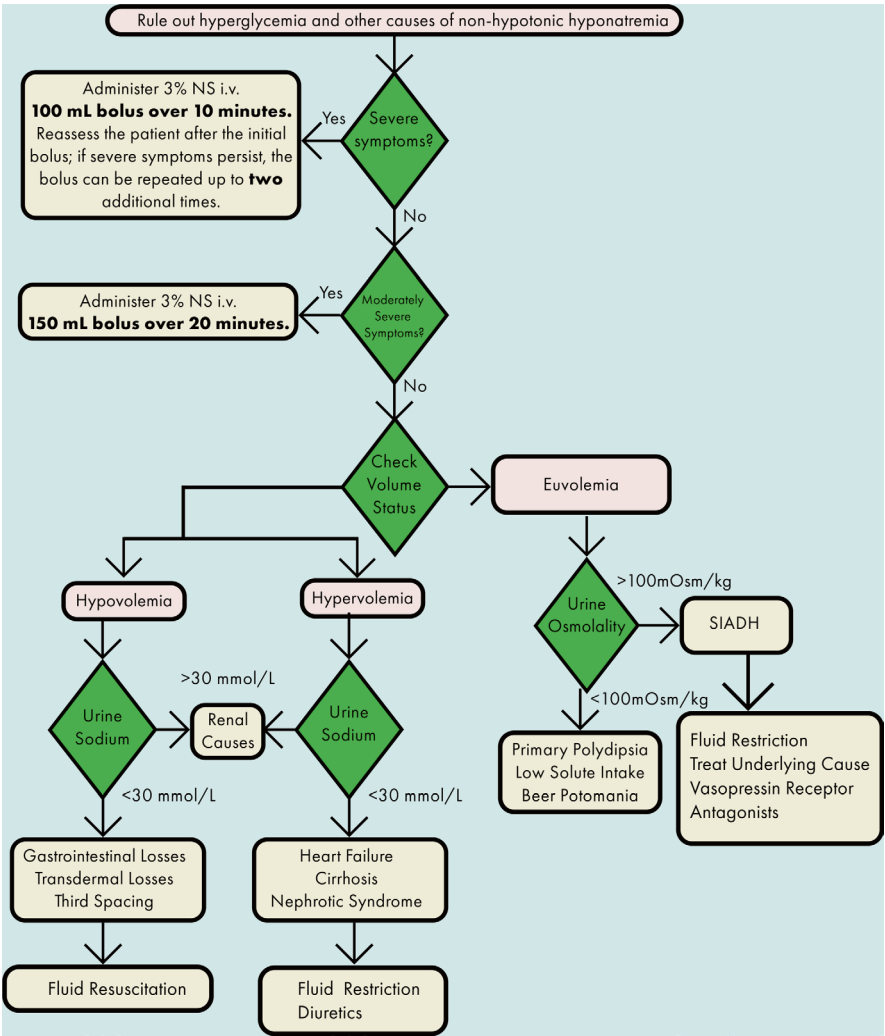 Rule out hyperglycemia and other causes of non-hypotonic hyponatremia
Administer 3% NS i.v.
100 mL bolus over 10 minutes.
Reassess the patient after the initial
bolus; if severe symptoms persist, the
bolus can be repeated up to two
additional times.
Yes
Severe
symptoms?
No
Administer 3% NS i.v.
150 mL bolus over 20 minutes.
Yes
Moderately
Severe
Symptoms?
No
Check
Volume
Status
Euvolemia
Hypovolemia
Hypervolemia
Urine
Osmolality
>100mOsm/kg
SIADH
<100mOsm/kg
Primary Polydipsia
Low Solute Intake
Beer Potomania
Fluid Restriction
Treat Underlying Cause
Vasopressin Receptor
Antagonists
Urine
Sodium
>30 mmol/L
Renal
Causes
Urine
Sodium
<30 mmol/L
<30 mmol/L
Gastrointestinal Losses
Transdermal Losses
Third Spacing
Heart Failure
Cirrhosis
Nephrotic Syndrome
Fluid Resuscitation
Fluid Restriction
Diuretics